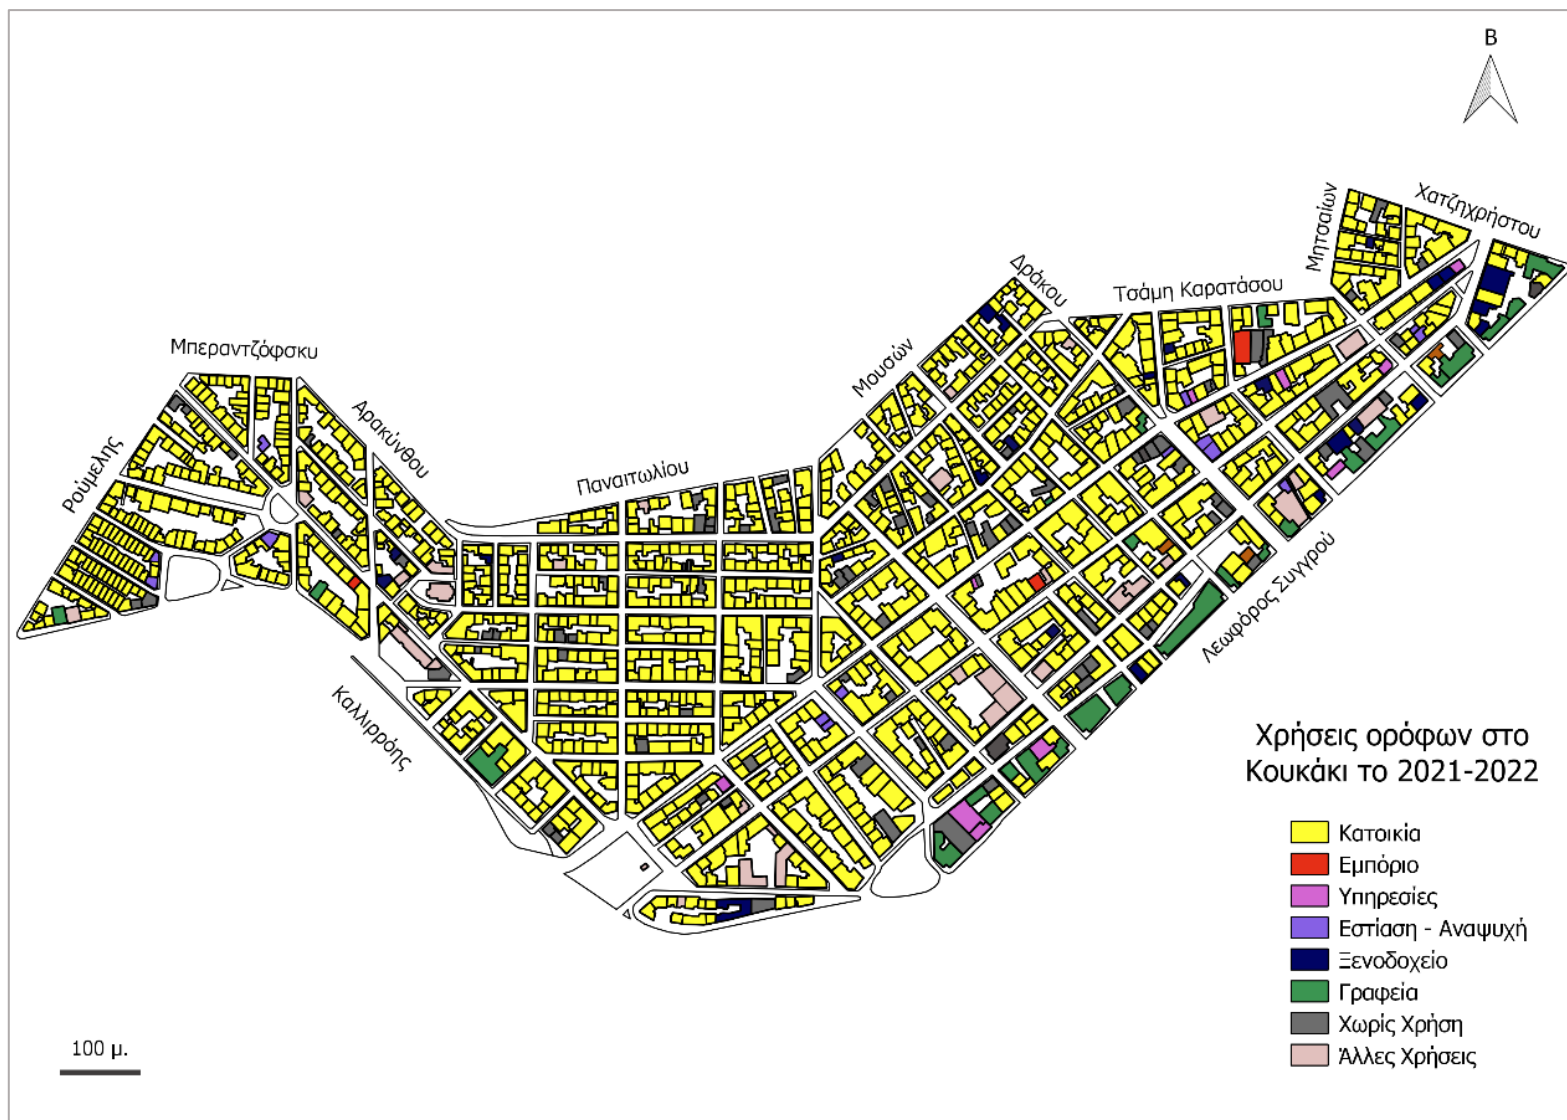 Β
Χατζηχρήστου
Μητσαίων
Δράκου
Τσάμη Καρατάσου
Μουσών
Μπεραντζόφσκυ
Αρακύνθου
Ρούμελης
Παναιτωλίου
Λεωφόρος Συγγρού
Καλλιρρόης
Χρήσεις ορόφων στο
Κουκάκι το 2021-2022
Κατοικία
Εμπόριο
Υπηρεσίες
Εστίαση - Αναψυχή
Ξενοδοχείο
Γραφεία
Χωρίς Χρήση
Άλλες Χρήσεις
100 μ.